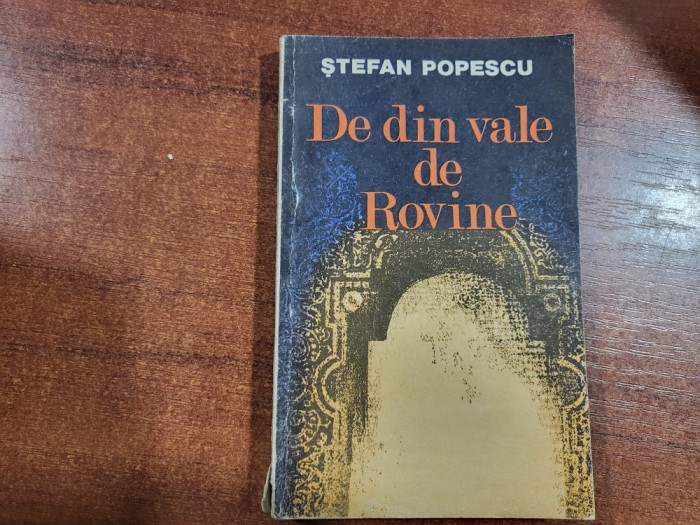 ŞTEFAN POPESCU
De din vale
de
Rovine